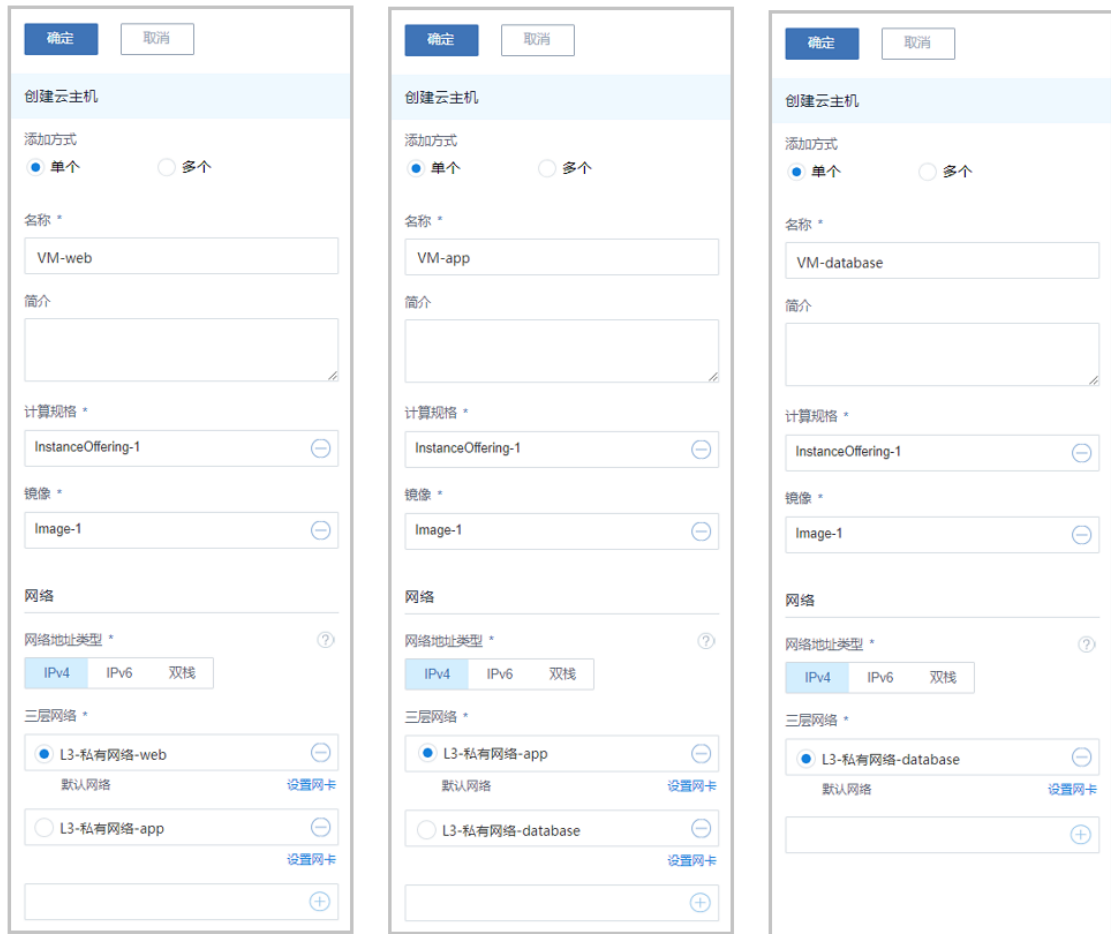 确定 取消
创建云主机
添加方式
单个 多个
名称 *
VM-web
简介
计算规格 *
InstanceOffering-1
镜像 *
Image-1
网络
网络地址类型 * ?
IPv4 IPv6 双栈
三层网络 *
L3-私有网络-web
默认网络 设置网卡
L3-私有网络-app
设置网卡
确定 取消
创建云主机
添加方式
单个 多个
名称 *
VM-app
简介
计算规格 *
InstanceOffering-1
镜像 *
Image-1
网络
网络地址类型 * ?
IPv4 IPv6 双栈
三层网络 *
L3-私有网络-app
默认网络 设置网卡
L3-私有网络-database
设置网卡
确定 取消
创建云主机
添加方式
单个 多个
名称 *
VM-database
简介
计算规格 *
InstanceOffering-1
镜像 *
Image-1
网络
网络地址类型 * ?
IPv4 IPv6 双栈
三层网络 *
L3-私有网络-database
默认网络 设置网卡